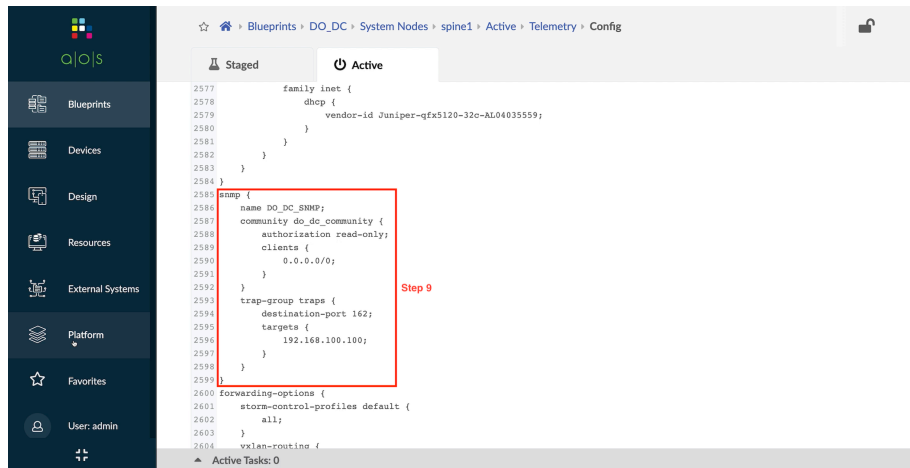 Blueprints › DO_DC › System Nodes › spine1 › Active › Telemetry › Config
a|o|s
Staged
Active
Blueprints
Devices
Design
Resources
External Systems
Platform
Favorites
User: admin
2577 family inet {
2578 dhcp {
2579 vendor-id Juniper-qfx5120-32c-AL04035559;
2580 }
2581 }
2582 }
2583 }
2584 }
2585 snmp {
2586 name DO_DC_SNMP;
2587 community do_dc_community {
2588 authorization read-only;
2589 clients {
2590 0.0.0.0/0;
2591 }
2592 }
Step 9
2593 trap-group traps {
2594 destination-port 162;
2595 targets {
2596 192.168.100.100;
2597 }
2598 }
2599 }
2600 forwarding-options {
2601 storm-control-profiles default {
2602 all;
2603 }
2604 vxlan-routing {
Active Tasks: 0